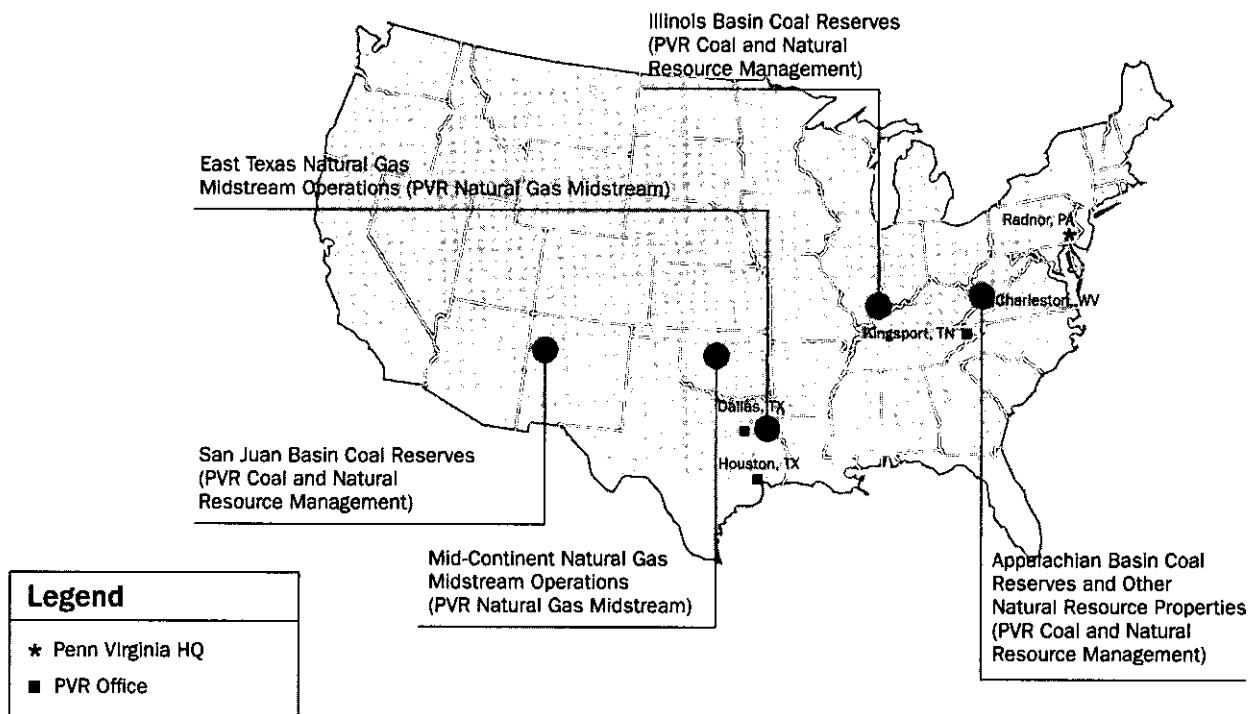 Illinois Basin Coal Reserves
(PVR Coal and Natural
Resource Management)
East Texas Natural Gas
Midstream Operations (PVR Natural Gas Midstream)
Radnor, PA
Charleston, WV
Kingsport, TN
Dallas, TX
Houston, TX
San Juan Basin Coal Reserves
(PVR Coal and Natural
Resource Management)
Mid-Continent Natural Gas
Midstream Operations
(PVR Natural Gas Midstream)
Appalachian Basin Coal
Reserves and Other
Natural Resource Properties
(PVR Coal and Natural
Resource Management)
Legend
* Penn Virginia HQ
■ PVR Office